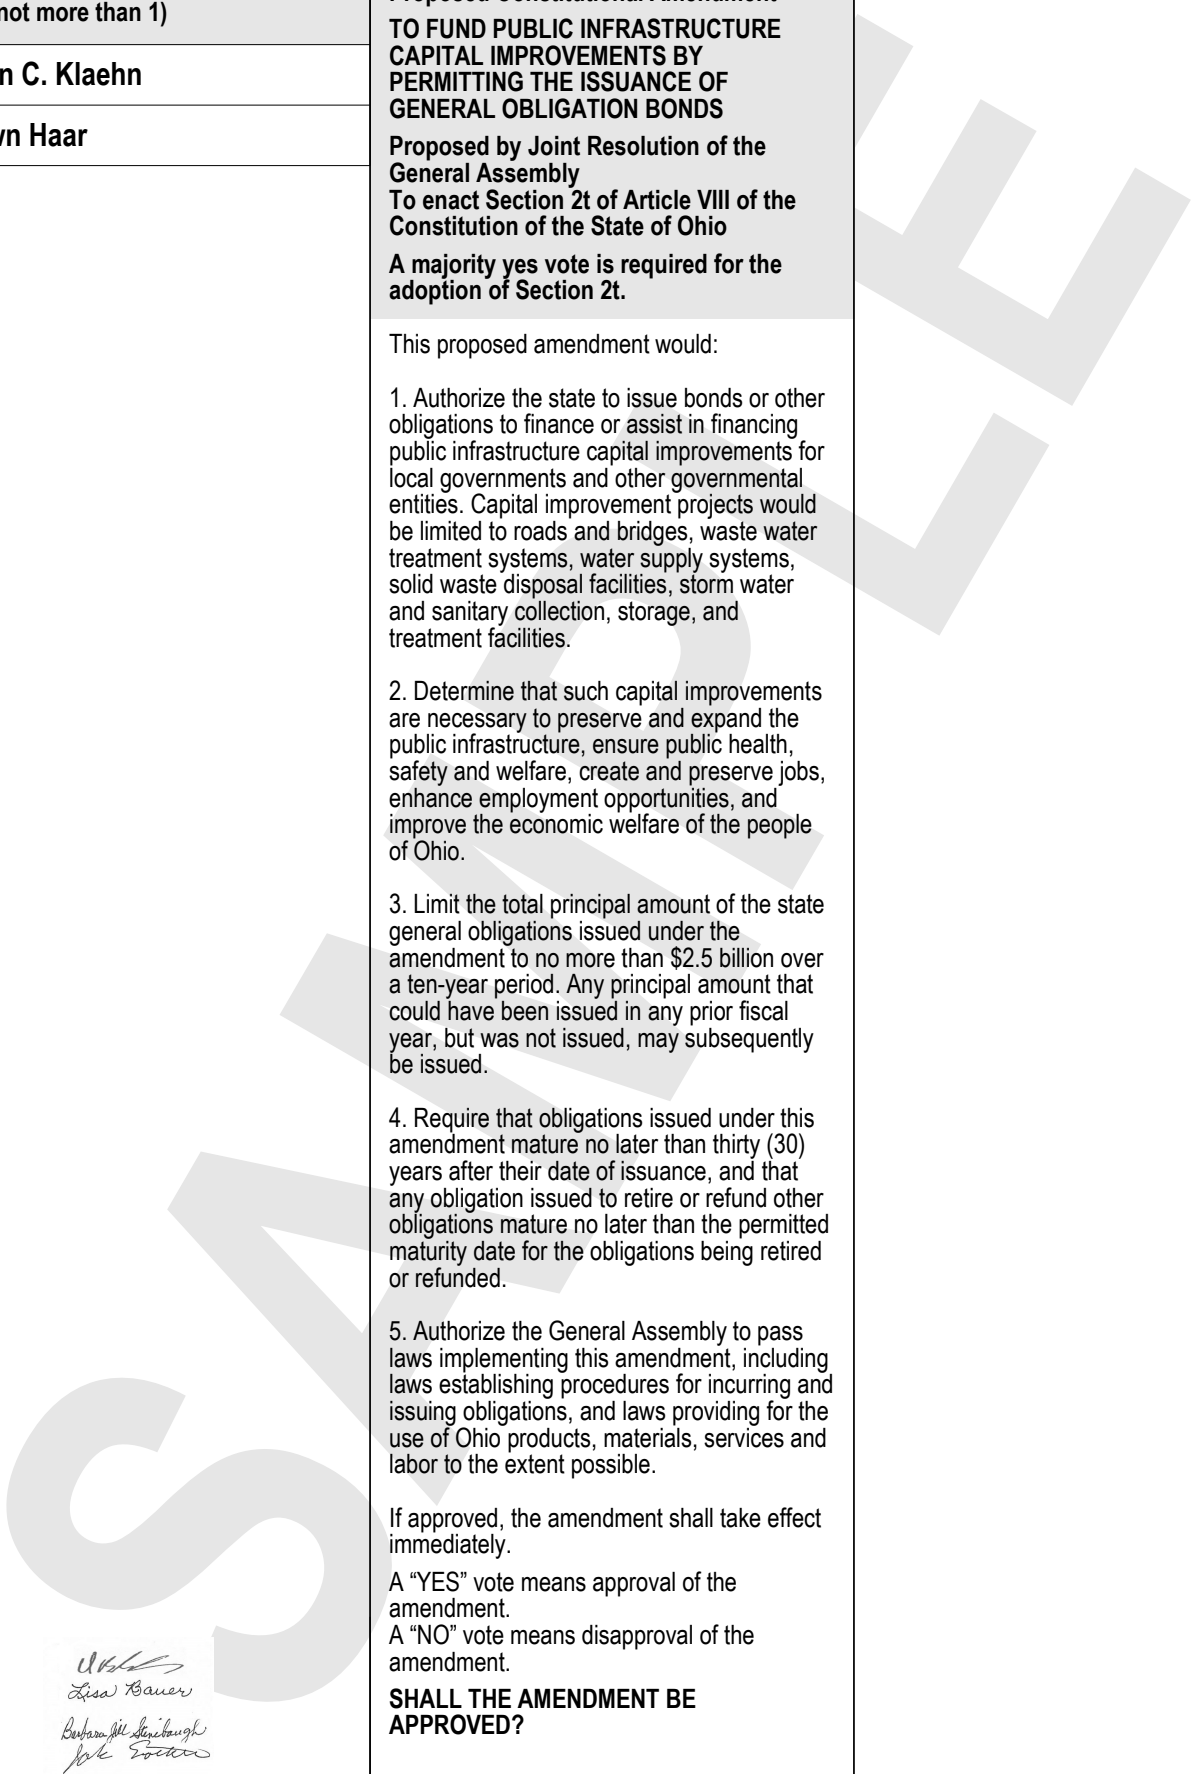 not more than 1)
n C. Klaehn
n Haar
TO FUND PUBLIC INFRASTRUCTURE
CAPITAL IMPROVEMENTS BY
PERMITTING THE ISSUANCE OF
GENERAL OBLIGATION BONDS
Proposed by Joint Resolution of the
General Assembly
To enact Section 2t of Article VIII of the
Constitution of the State of Ohio
A majority yes vote is required for the
adoption of Section 2t.
This proposed amendment would:
1. Authorize the state to issue bonds or other
obligations to finance or assist in financing
public infrastructure capital improvements for
local governments and other governmental
entities. Capital improvement projects would
be limited to roads and bridges, waste water
treatment systems, water supply systems,
solid waste disposal facilities, storm water
and sanitary collection, storage, and
treatment facilities.
2. Determine that such capital improvements
are necessary to preserve and expand the
public infrastructure, ensure public health,
safety and welfare, create and preserve jobs,
enhance employment opportunities, and
improve the economic welfare of the people
of Ohio.
3. Limit the total principal amount of the state
general obligations issued under the
amendment to no more than $2.5 billion over
a ten-year period. Any principal amount that
could have been issued in any prior fiscal
year, but was not issued, may subsequently
be issued.
4. Require that obligations issued under this
amendment mature no later than thirty (30)
years after their date of issuance, and that
any obligation issued to retire or refund other
obligations mature no later than the permitted
maturity date for the obligations being retired
or refunded.
5. Authorize the General Assembly to pass
laws implementing this amendment, including
laws establishing procedures for incurring and
issuing obligations, and laws providing for the
use of Ohio products, materials, services and
labor to the extent possible.
If approved, the amendment shall take effect
immediately.
A “YES” vote means approval of the
amendment.
A “NO” vote means disapproval of the
amendment.
SHALL THE AMENDMENT BE
APPROVED?
Lisa Bauer
Barbara Jill
SAMPLE